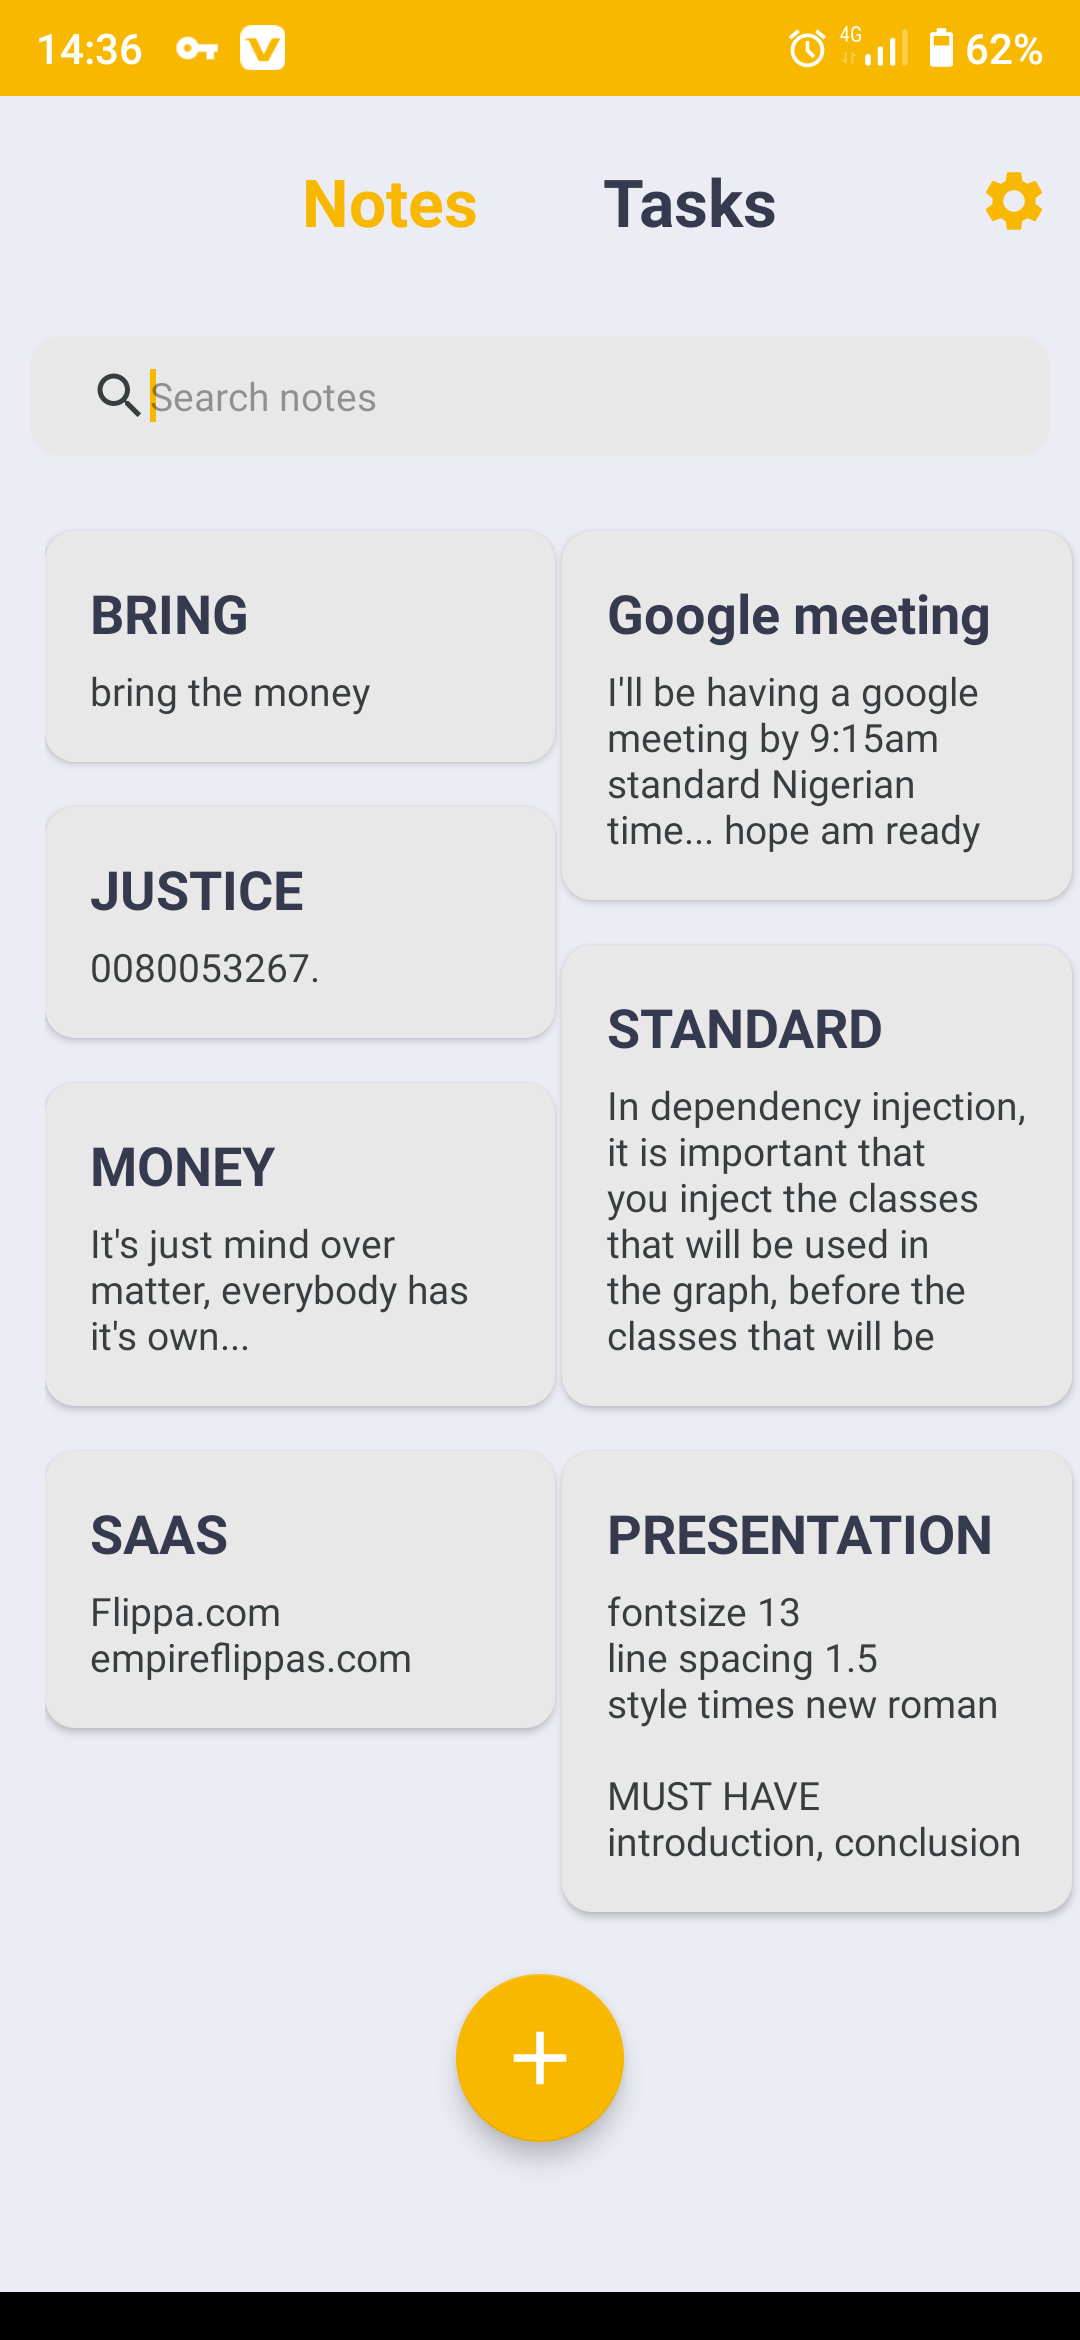 14:36
4G
62%
Notes
Tasks
Search notes
BRING
bring the money
JUSTICE
0080053267.
MONEY
It's just mind over
matter, everybody has
it's own...
SAAS
Flippa.com
empireflippas.com
Google meeting
I'll be having a google
meeting by 9:15am
standard Nigerian
time... hope am ready
STANDARD
In dependency injection,
it is important that
you inject the classes
that will be used in
the graph, before the
classes that will be
PRESENTATION
fontsize 13
line spacing 1.5
style times new roman
MUST HAVE
introduction, conclusion